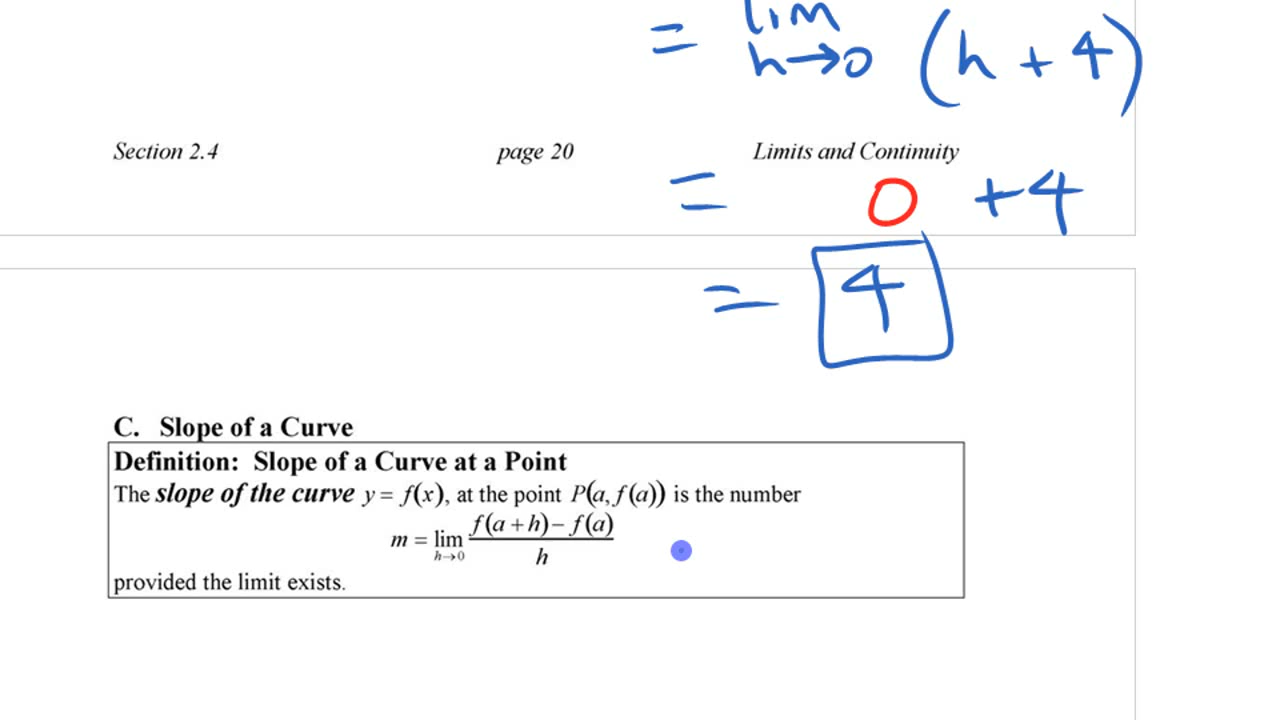 = lim h→0 (h + 4)
Section 2.4 page 20 Limits and Continuity
= 0 + 4
= 4
C. Slope of a Curve
Definition: Slope of a Curve at a Point
The slope of the curve y = f(x), at the point P(a, f(a)) is the number
m = lim h→0 f(a+h)− f(a) / h
provided the limit exists.